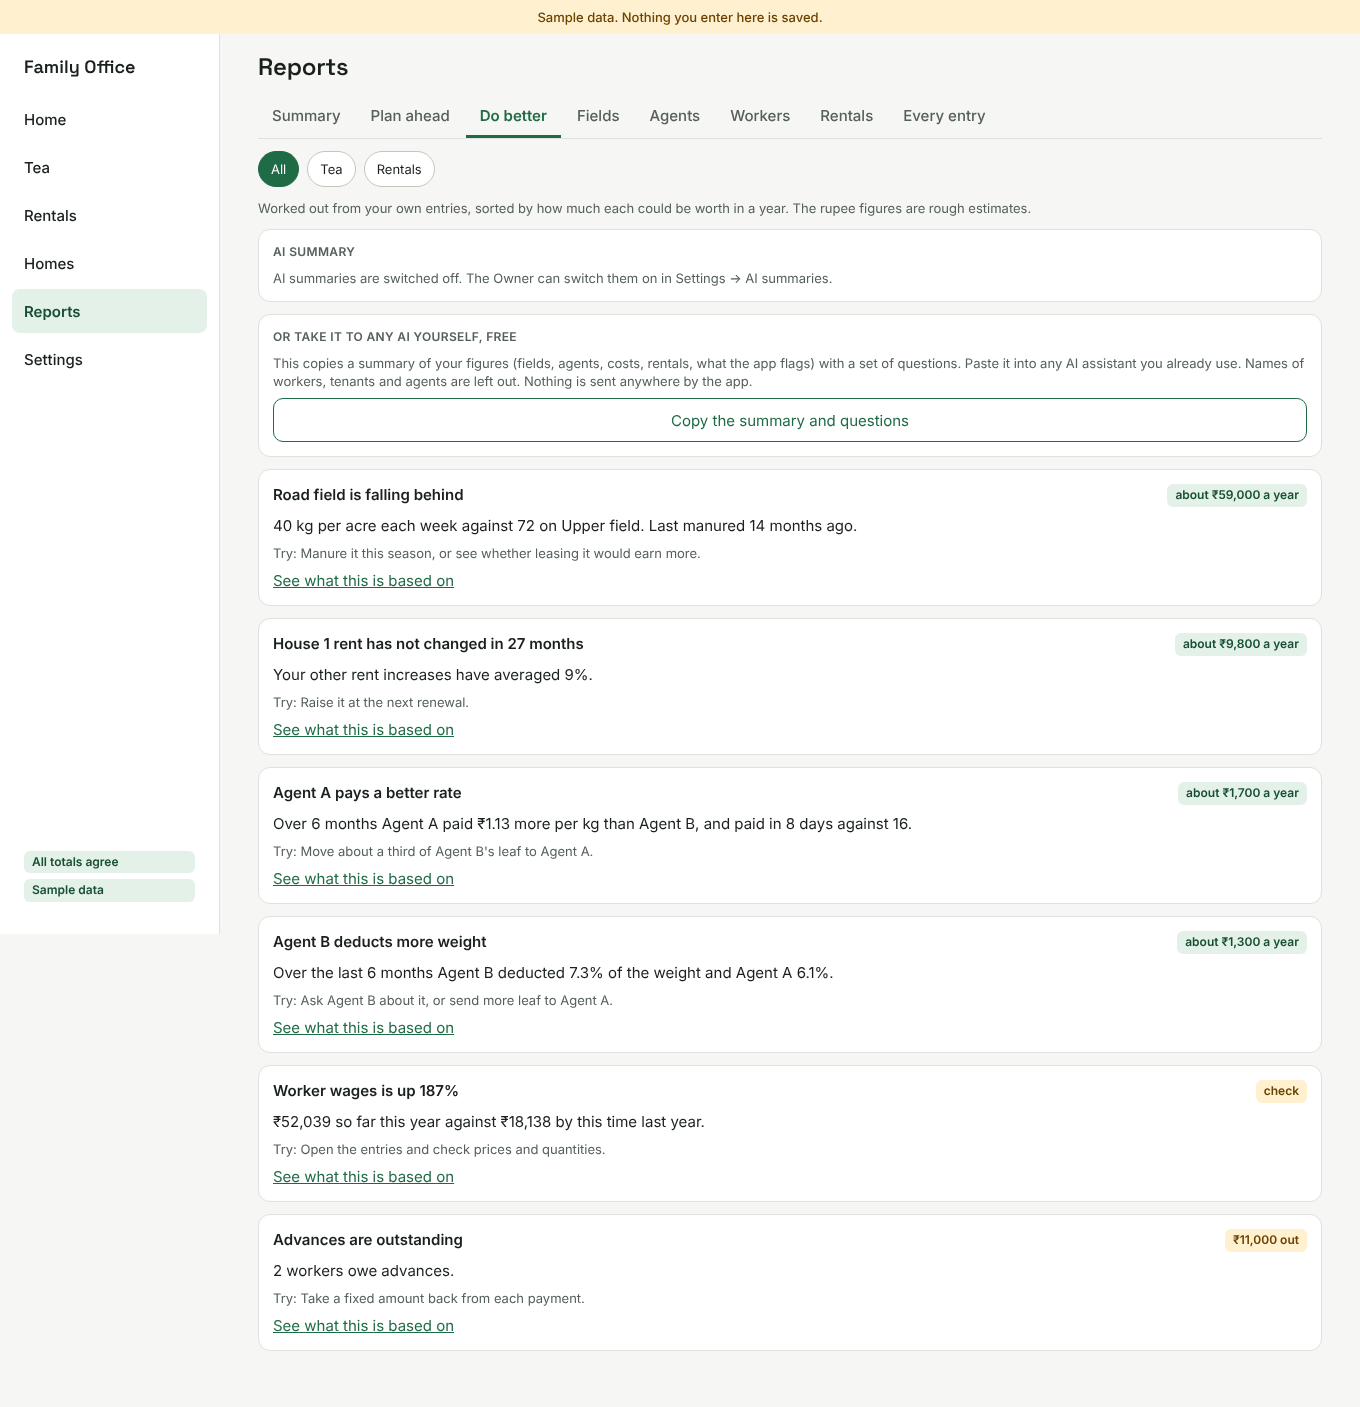 Sample data. Nothing you enter here is saved.
Family Office
Home
Tea
Rentals
Homes
Reports
Settings
All totals agree
Sample data
Reports
Summary
Plan ahead
Do better
Fields
Agents
Workers
Rentals
Every entry
All
Tea
Rentals
Worked out from your own entries, sorted by how much each could be worth in a year. The rupee figures are rough estimates.
AI SUMMARY
AI summaries are switched off. The Owner can switch them on in Settings → AI summaries.
OR TAKE IT TO ANY AI YOURSELF, FREE
This copies a summary of your figures (fields, agents, costs, rentals, what the app flags) with a set of questions. Paste it into any AI assistant you already use. Names of
workers, tenants and agents are left out. Nothing is sent anywhere by the app.
Copy the summary and questions
Road field is falling behind
about ₹59,000 a year
40 kg per acre each week against 72 on Upper field. Last manured 14 months ago.
Try: Manure it this season, or see whether leasing it would earn more.
See what this is based on
House 1 rent has not changed in 27 months
about ₹9,800 a year
Your other rent increases have averaged 9%.
Try: Raise it at the next renewal.
See what this is based on
Agent A pays a better rate
about ₹1,700 a year
Over 6 months Agent A paid ₹1.13 more per kg than Agent B, and paid in 8 days against 16.
Try: Move about a third of Agent B's leaf to Agent A.
See what this is based on
Agent B deducts more weight
about ₹1,300 a year
Over the last 6 months Agent B deducted 7.3% of the weight and Agent A 6.1%.
Try: Ask Agent B about it, or send more leaf to Agent A.
See what this is based on
Worker wages is up 187%
check
₹52,039 so far this year against ₹18,138 by this time last year.
Try: Open the entries and check prices and quantities.
See what this is based on
Advances are outstanding
₹11,000 out
2 workers owe advances.
Try: Take a fixed amount back from each payment.
See what this is based on